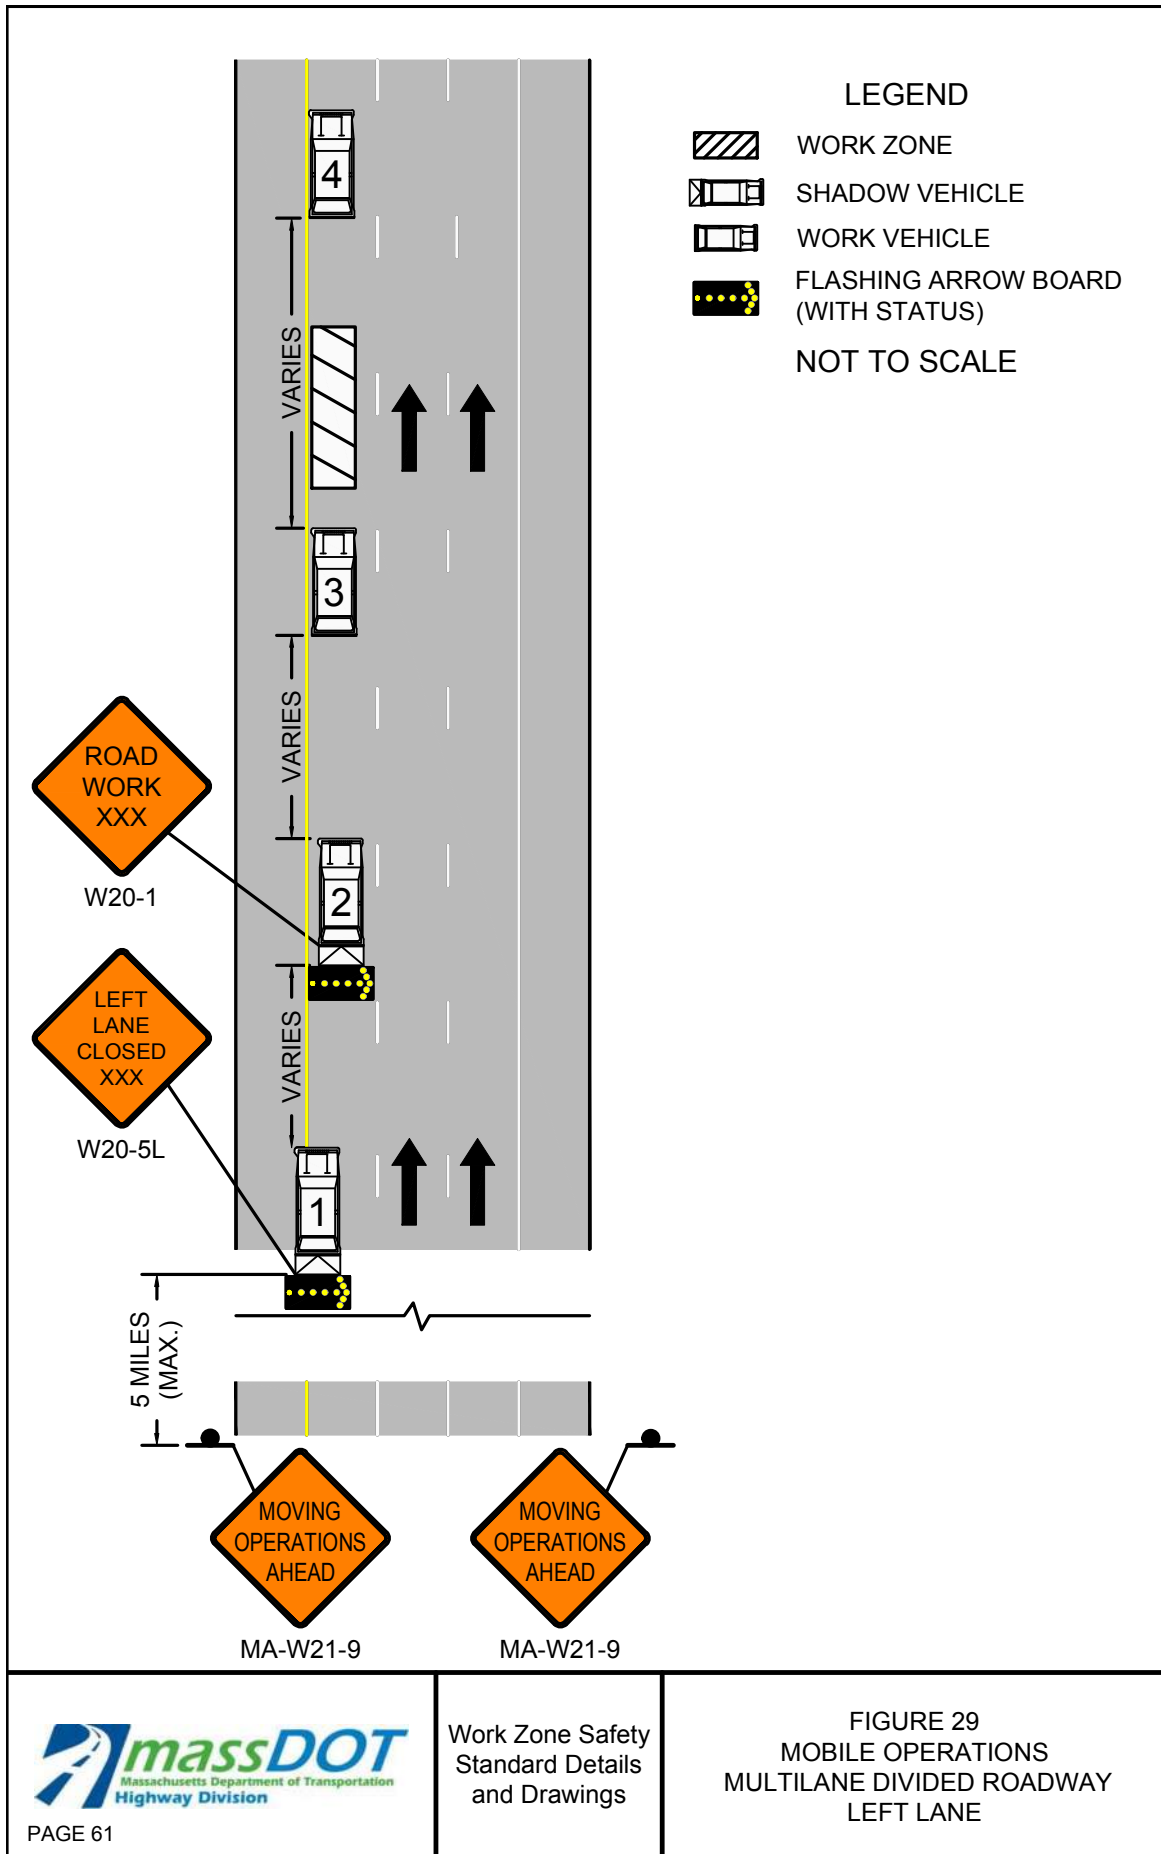 LEGEND
WORK ZONE
SHADOW VEHICLE
WORK VEHICLE
FLASHING ARROW BOARD
(WITH STATUS)
NOT TO SCALE
4
VARIES
3
VARIES
ROAD
WORK
XXX
W20-1
2
LEFT
LANE
CLOSED
XXX
W20-5L
VARIES
1
5 MILES
(MAX.)
MOVING
OPERATIONS
AHEAD
MA-W21-9
MOVING
OPERATIONS
AHEAD
MA-W21-9
massDOT
Massachusetts Department of Transportation
Highway Division
PAGE 61
Work Zone Safety
Standard Details
and Drawings
FIGURE 29
MOBILE OPERATIONS
MULTILANE DIVIDED ROADWAY
LEFT LANE